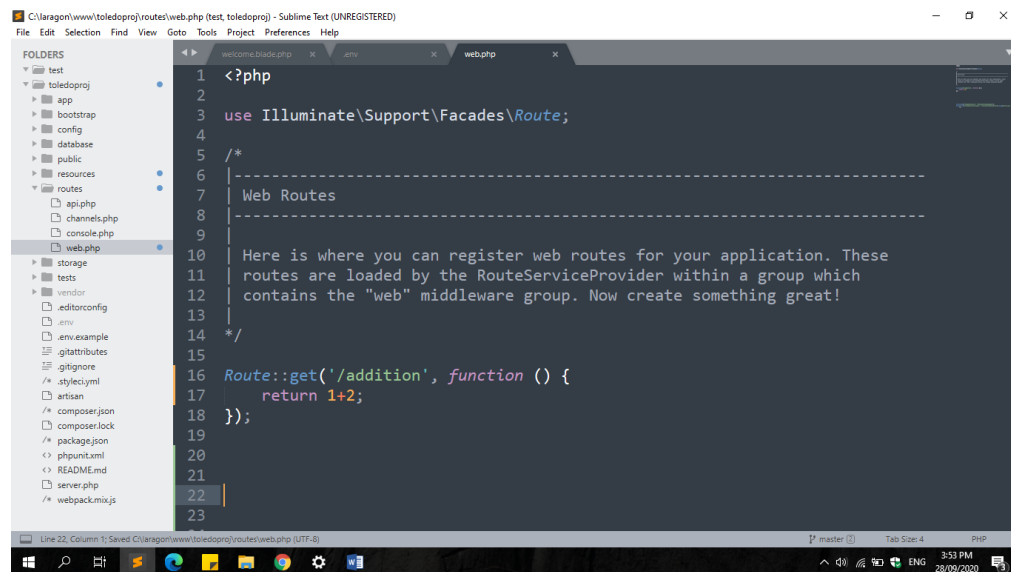 C:\laragon\www\toledoproj\routes\web.php (test, toledoproj) - Sublime Text (UNREGISTERED)
File Edit Selection Find View Goto Tools Project Preferences Help
FOLDERS
test
toledoproj
app
bootstrap
config
database
public
resources
routes
api.php
channels.php
console.php
web.php
storage
tests
vendor
.editorconfig
.env
.env.example
.gitattributes
.gitignore
/* .styleci.yml
artisan
/* composer.json
composer.lock
/* package.json
<> phpunit.xml
<> README.md
server.php
/* webpack.mix.js
welcome.blade.php × .env × web.php ×
1 <?php
2
3 use Illuminate\Support\Facades\Route;
4
5 /*
6 |--------------------------------------------------------------------------
7 | Web Routes
8 |--------------------------------------------------------------------------
9 |
10 | Here is where you can register web routes for your application. These
11 | routes are loaded by the RouteServiceProvider within a group which
12 | contains the "web" middleware group. Now create something great!
13 |
14 */
15
16 Route::get('/addition', function () {
17 return 1+2;
18 });
19
20
21
22
23
Line 22, Column 1; Saved C:\laragon\www\toledoproj\routes\web.php (UTF-8) master 2 Tab Size: 4 PHP
ENG 3:53 PM
28/09/2020 3